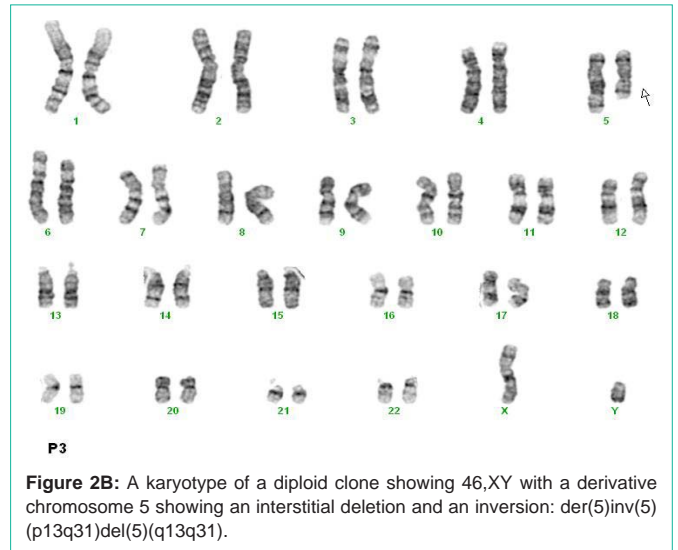 1 2 3 4 5
6 7 8 9 10 11 12
13 14 15 16 17 18
19 20 21 22 X Y
P3
Figure 2B: A karyotype of a diploid clone showing 46,XY with a derivative
chromosome 5 showing an interstitial deletion and an inversion: der(5)inv(5)
(p13q31)del(5)(q13q31).